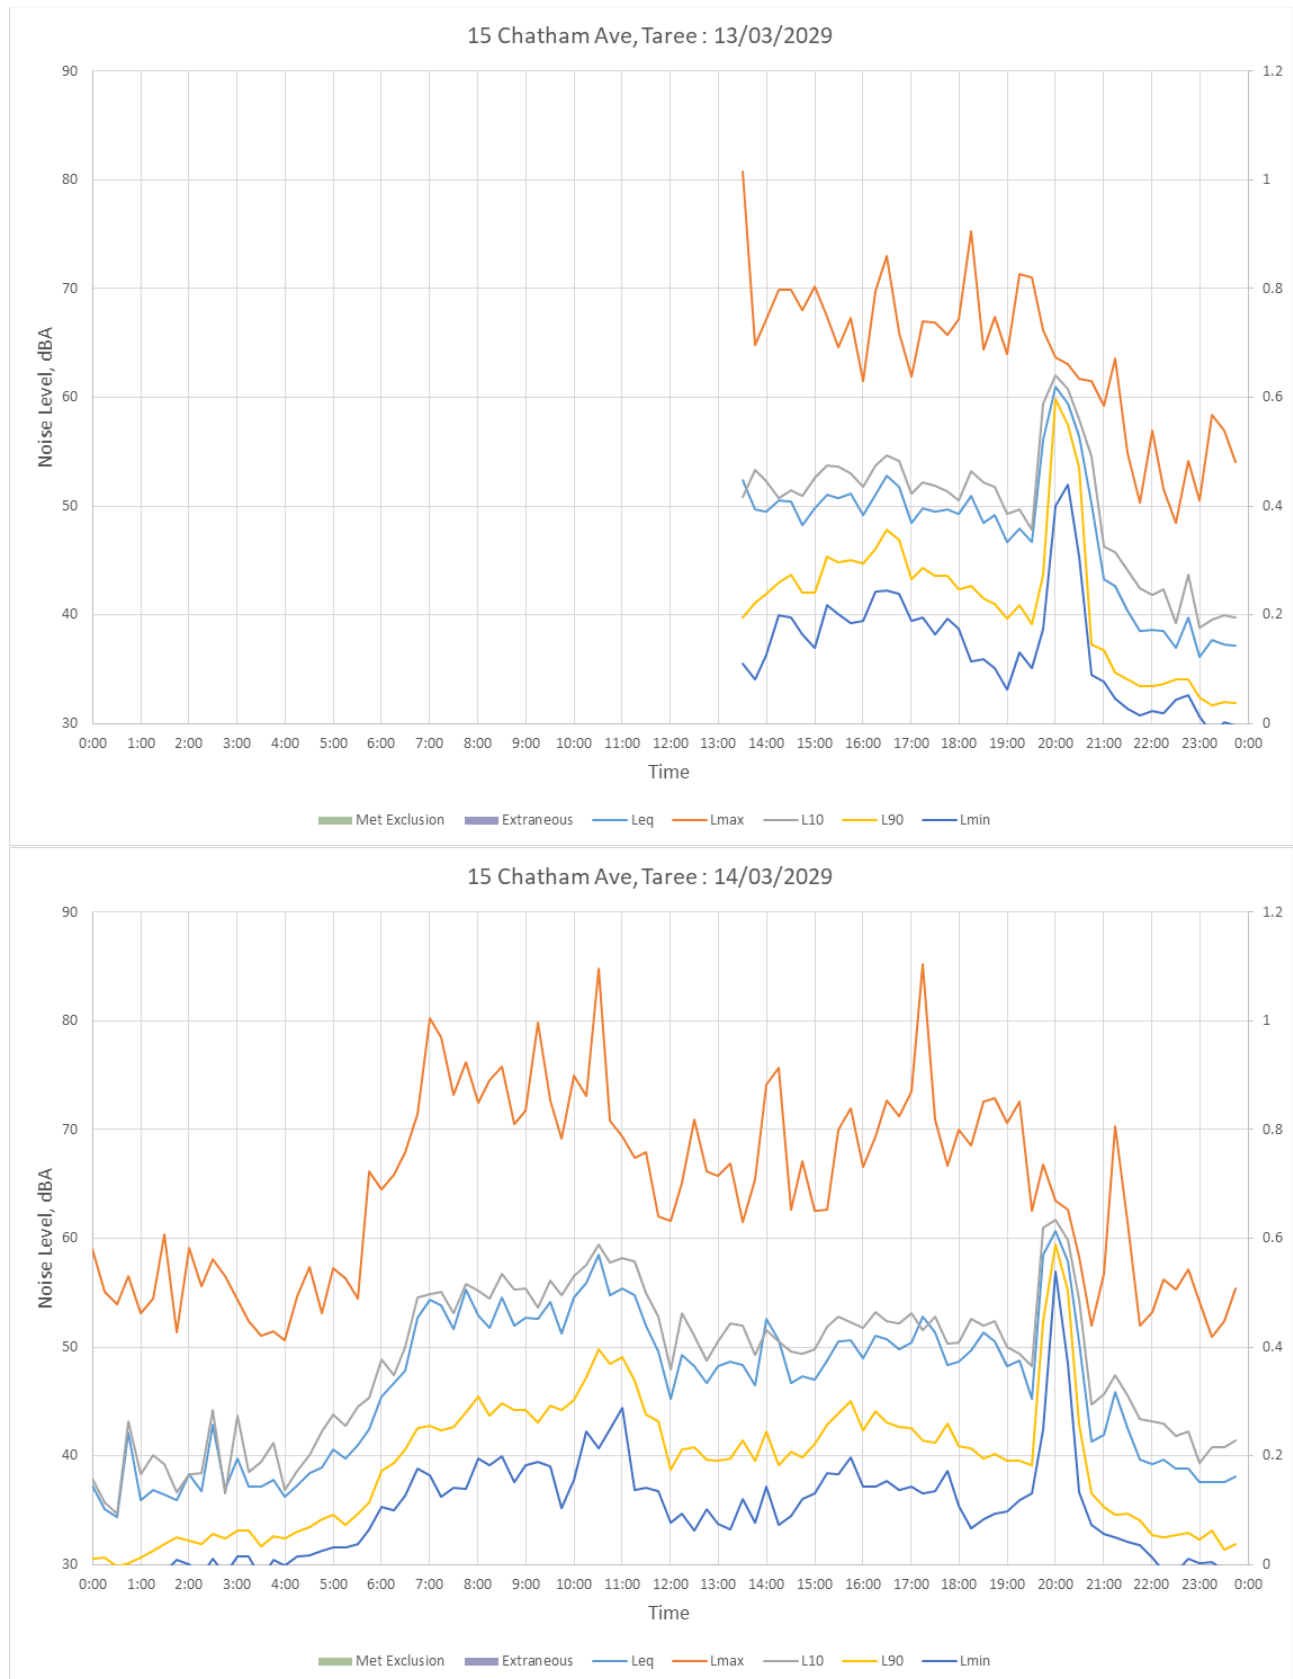 15 Chatham Ave, Taree : 13/03/2029
90 1.2
80 1
70 0.8
60 0.6
50 0.4
40 0.2
30 0
Noise Level, dBA
0:00 1:00 2:00 3:00 4:00 5:00 6:00 7:00 8:00 9:00 10:00 11:00 12:00 13:00 14:00 15:00 16:00 17:00 18:00 19:00 20:00 21:00 22:00 23:00 0:00
Time
Met Exclusion Extraneous Leq Lmax L10 L90 Lmin
15 Chatham Ave, Taree : 14/03/2029
90 1.2
80 1
70 0.8
60 0.6
50 0.4
40 0.2
30 0
Noise Level, dBA
0:00 1:00 2:00 3:00 4:00 5:00 6:00 7:00 8:00 9:00 10:00 11:00 12:00 13:00 14:00 15:00 16:00 17:00 18:00 19:00 20:00 21:00 22:00 23:00 0:00
Time
Met Exclusion Extraneous Leq Lmax L10 L90 Lmin